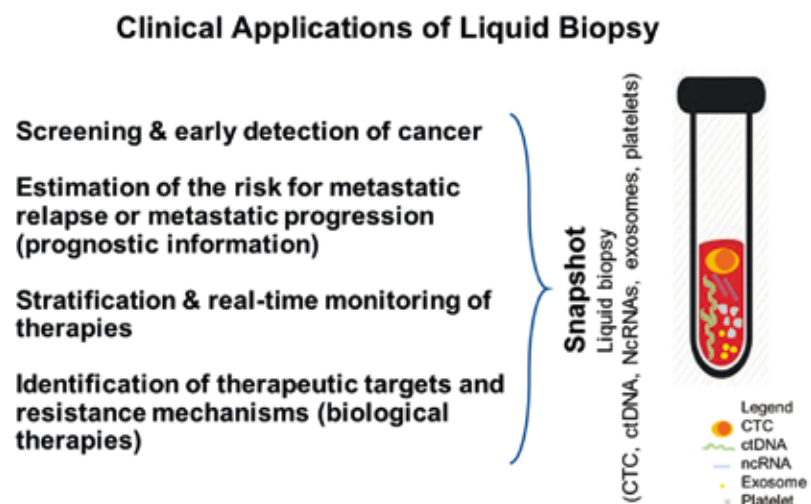 Clinical Applications of Liquid Biopsy
Screening & early detection of cancer
Estimation of the risk for metastatic
relapse or metastatic progression
(prognostic information)
Stratification & real-time monitoring of
therapies
Identification of therapeutic targets and
resistance mechanisms (biological
therapies)
Snapshot
Liquid biopsy
(CTC, ctDNA, NcRNAs, exosomes, platelets)
Legend
CTC
ctDNA
ncRNA
Exosome
Platelet